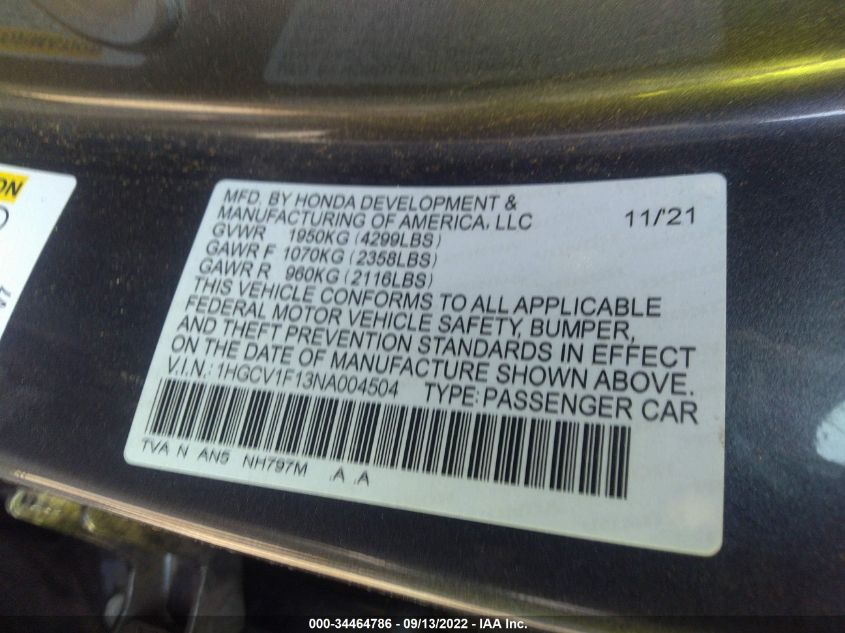 MFD. BY HONDA DEVELOPMENT &
MANUFACTURING OF AMERICA, LLC 11/'21
GVWR 1950KG (4299LBS)
GAWR F 1070KG (2358LBS)
GAWR R 960KG (2116LBS)
THIS VEHICLE CONFORMS TO ALL APPLICABLE
FEDERAL MOTOR VEHICLE SAFETY, BUMPER,
AND THEFT PREVENTION STANDARDS IN EFFECT
ON THE DATE OF MANUFACTURE SHOWN ABOVE.
V.I.N.: 1HGCV1F13NA004504 TYPE: PASSENGER CAR
TVA N AN5 NH797M .A .A
000-34464786 - 09/13/2022 - IAA Inc.